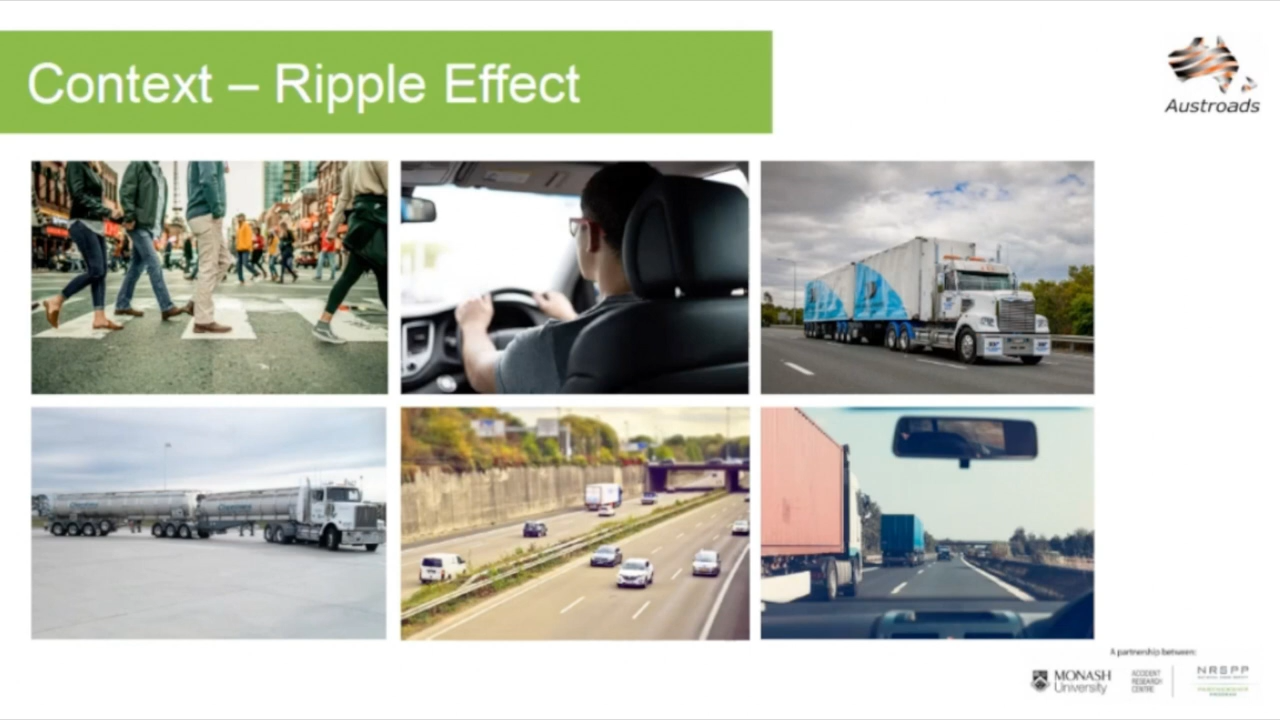 Context – Ripple Effect
Austroads
A partnership between:
MONASH
University
ACCIDENT
RESEARCH
CENTRE
NRSPP